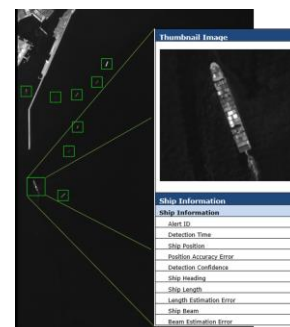 Thumbnail Image
Ship Information
Ship Information
Alert ID
Detection Time
Ship Position
Position Accuracy Error
Detection Confidence
Ship Heading
Ship Length
Length Estimation Error
Ship Beam
Beam Estimation Error